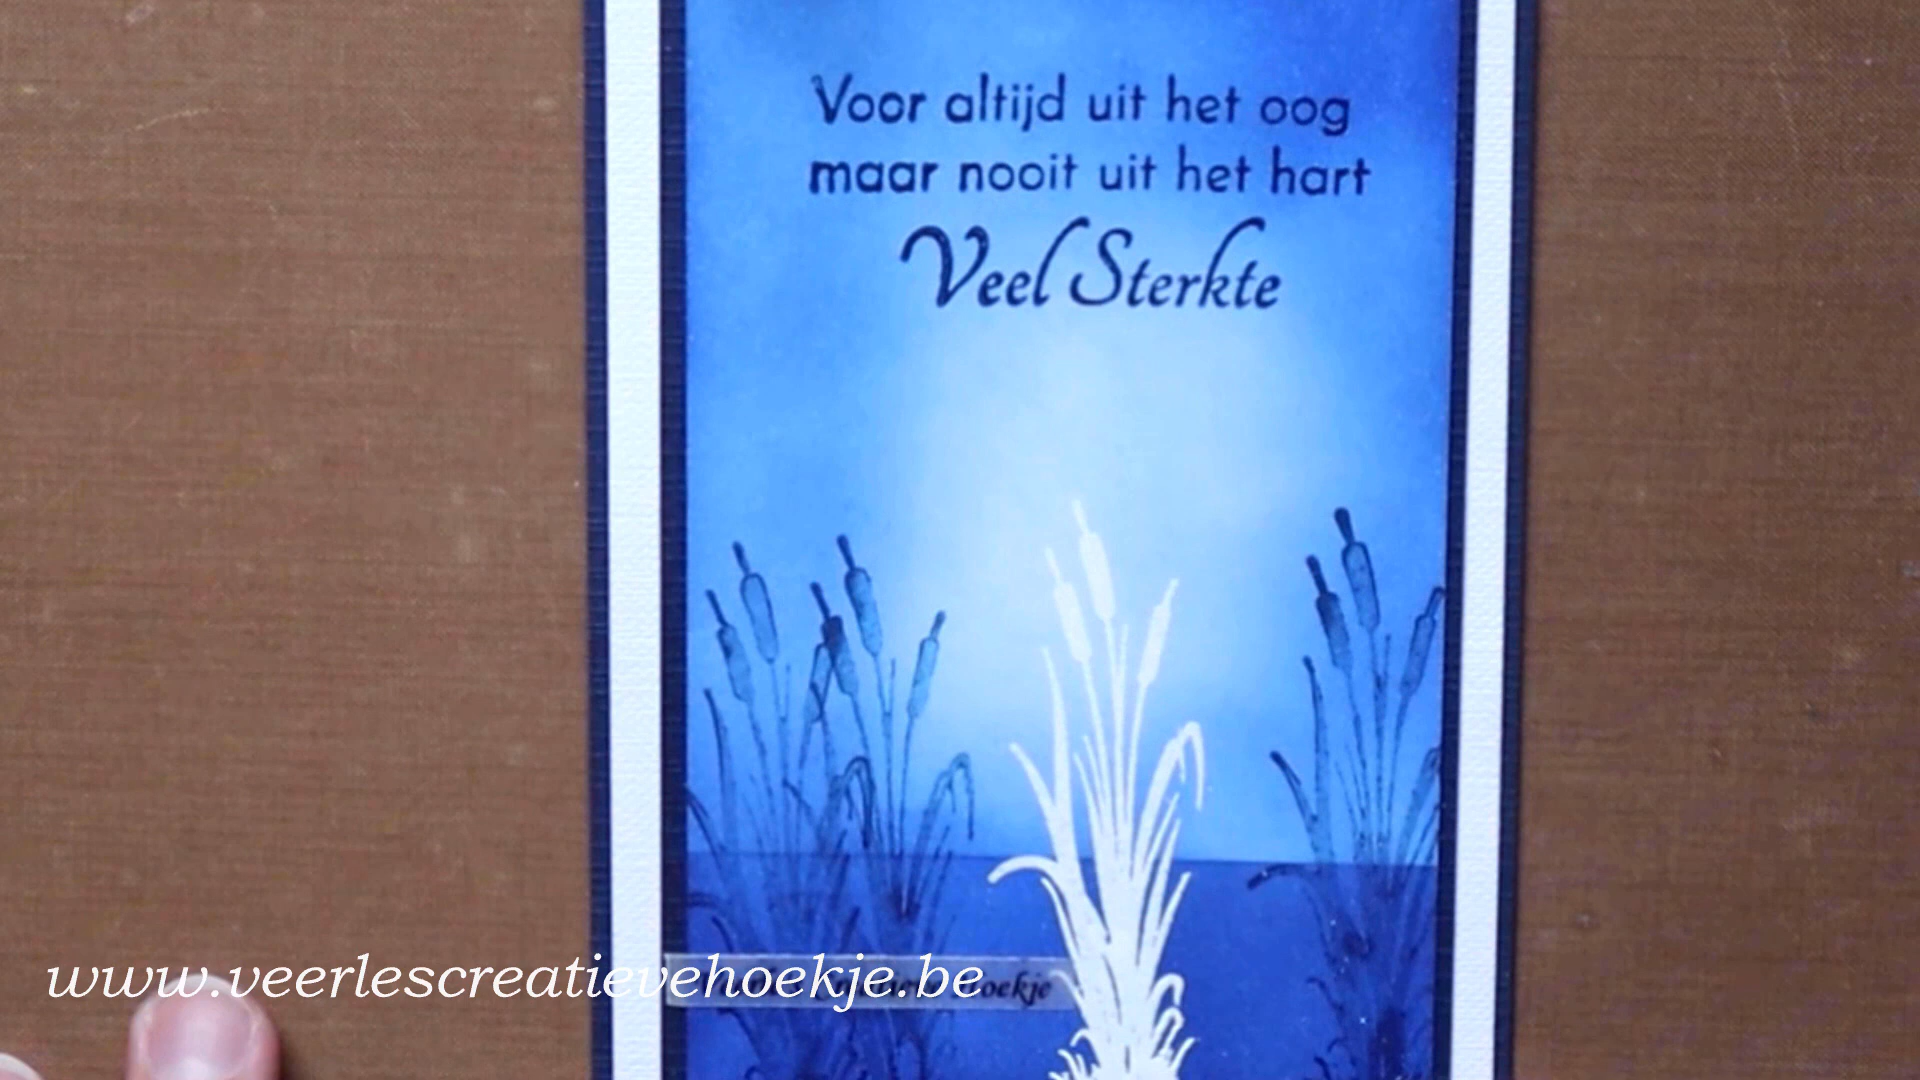 Voor altijd uit het oog
maar nooit uit het hart
Veel Sterkte
www.veerlescreatievehoekje.be